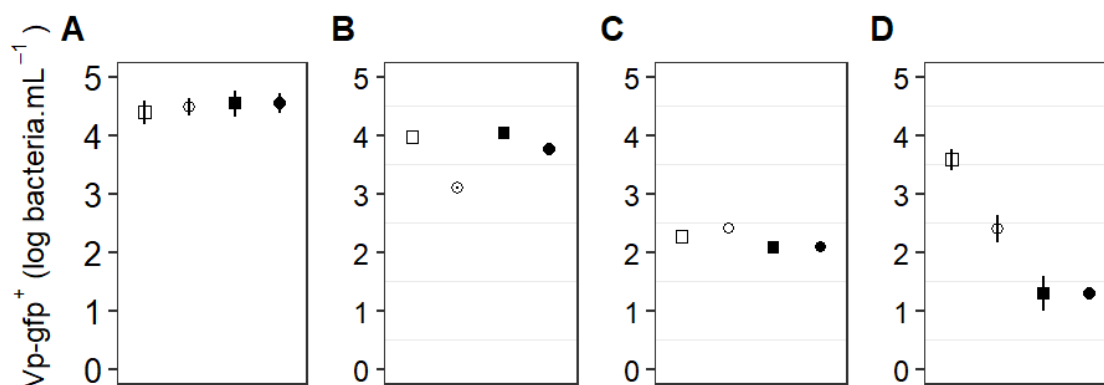 A B C D
Vp-gfp⁺ (log bacteria.mL⁻¹)
5 5 5 5
4 4 4 4
3 3 3 3
2 2 2 2
1 1 1 1
0 0 0 0